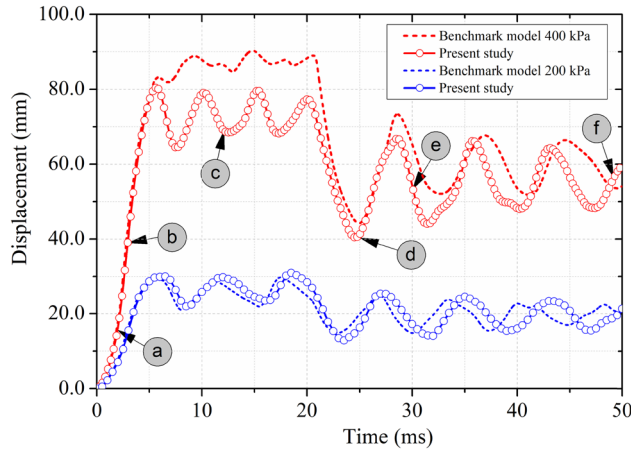 100.0
80.0
60.0
40.0
20.0
0.0
Displacement (mm)
Benchmark model 400 kPa
Present study
Benchmark model 200 kPa
Present study
a
b
c
d
e
f
0 10 20 30 40 50
Time (ms)